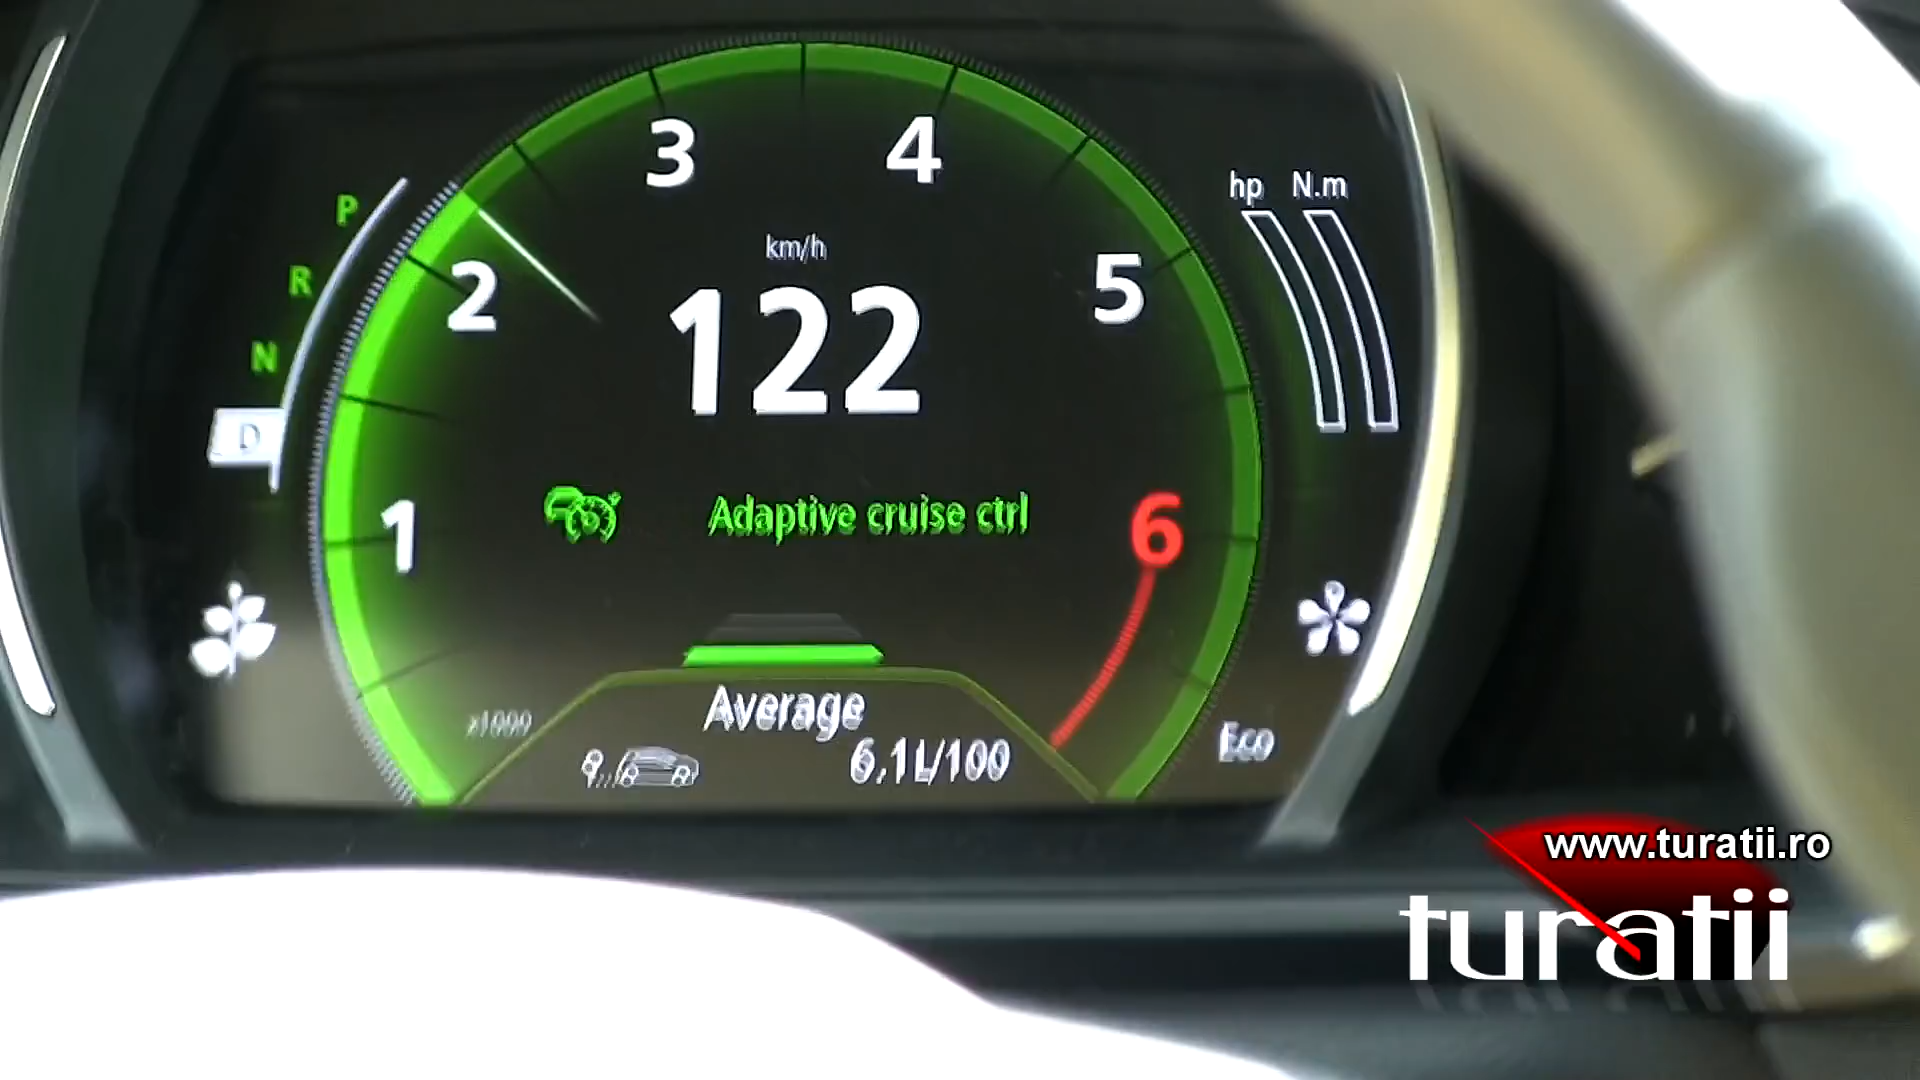 3
4
hp N.m
P
R
km/h
2
5
122
N
D
1
Adaptive cruise ctrl
6
x1000
Average
6.1L/100
Eco
www.turatii.ro
turatii